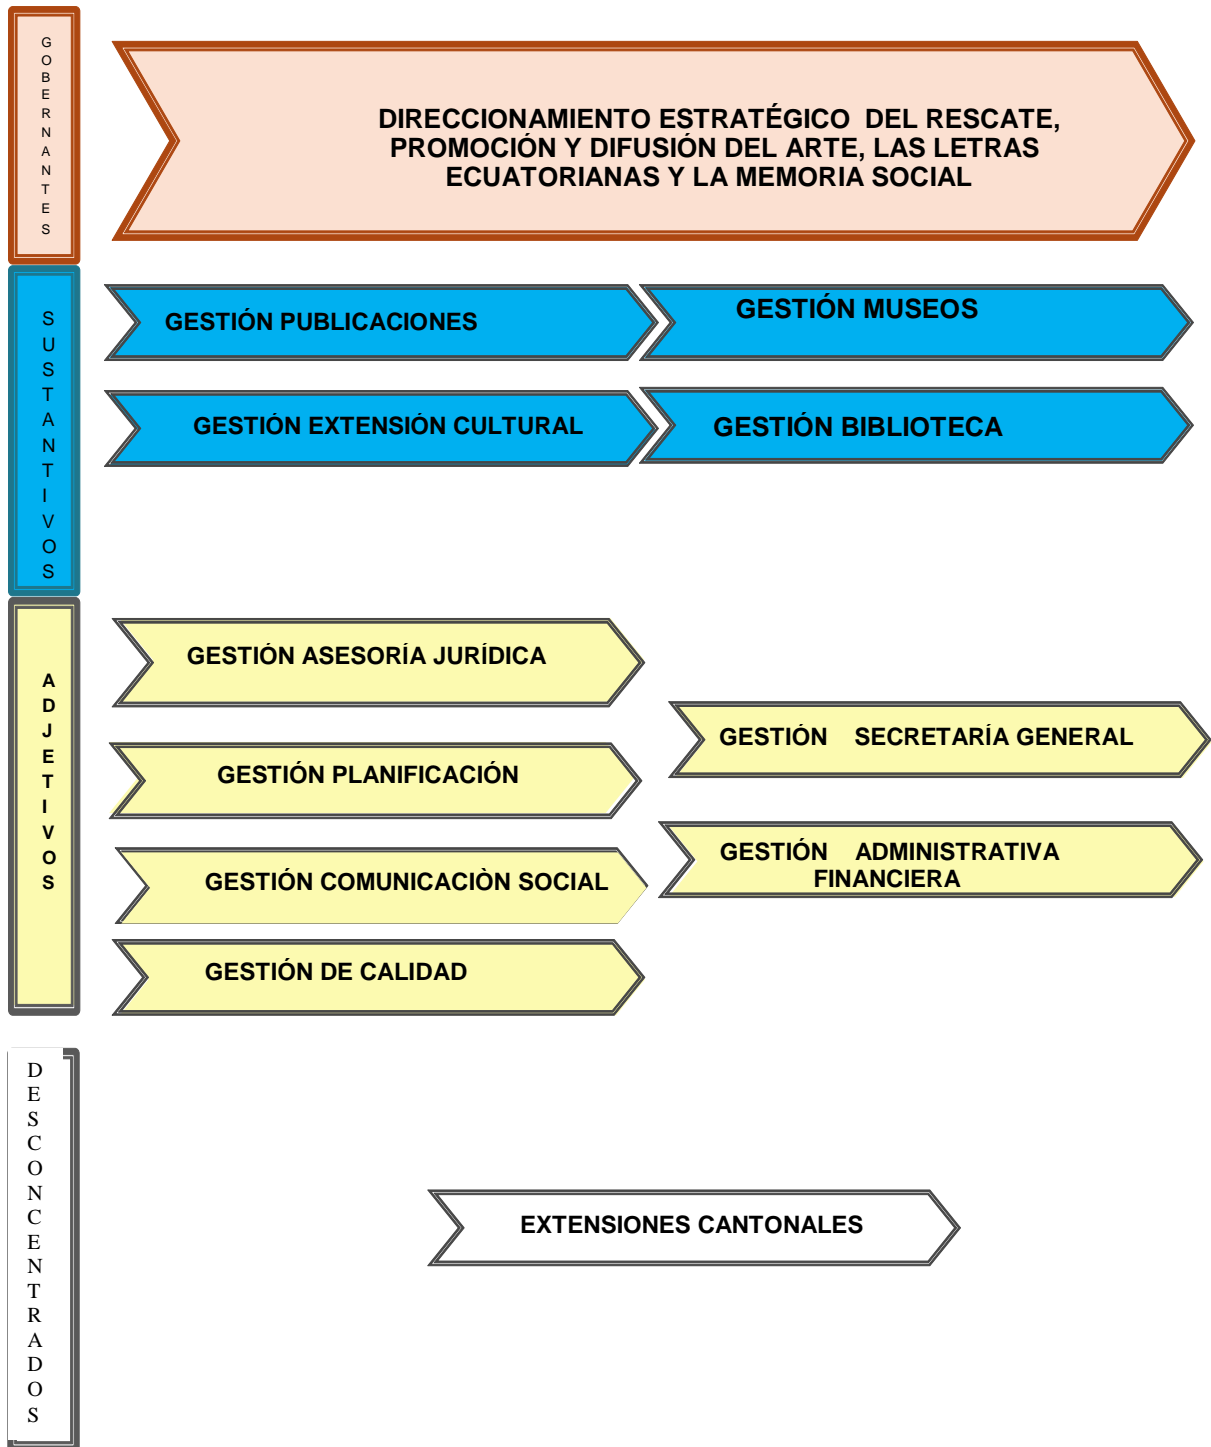 GOBERNANTES
DIRECCIONAMIENTO ESTRATÉGICO DEL RESCATE,
PROMOCIÓN Y DIFUSIÓN DEL ARTE, LAS LETRAS
ECUATORIANAS Y LA MEMORIA SOCIAL
SUSTANTIVOS
GESTIÓN PUBLICACIONES
GESTIÓN MUSEOS
GESTIÓN EXTENSIÓN CULTURAL
GESTIÓN BIBLIOTECA
ADJETIVOS
GESTIÓN ASESORÍA JURÍDICA
GESTIÓN PLANIFICACIÓN
GESTIÓN COMUNICACIÒN SOCIAL
GESTIÓN DE CALIDAD
GESTIÓN SECRETARÍA GENERAL
GESTIÓN ADMINISTRATIVA
FINANCIERA
DESCONCENTRADOS
EXTENSIONES CANTONALES